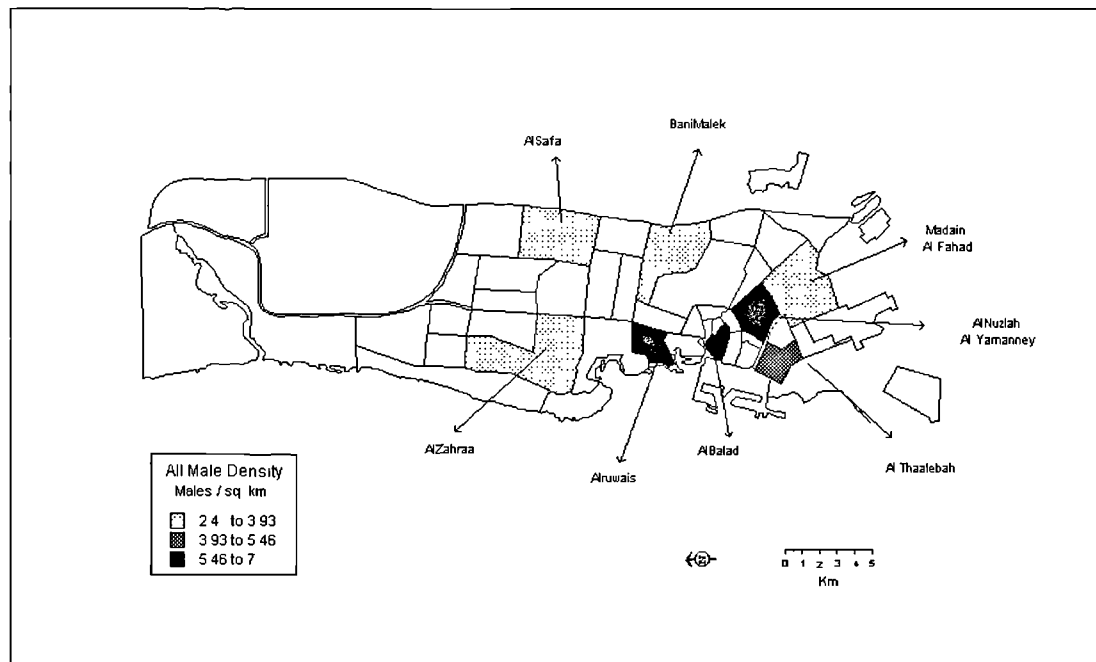 AlSafa
BaniMalek
Madain
Al Fahad
AlNuzlah
Al Yamanney
AlZahraa
Alruwais
AlBalad
Al Thaalebah
All Male Density
Males / sq km
2 4 to 3 93
3 93 to 5 46
5 46 to 7
0 1 2 3 4 5
Km